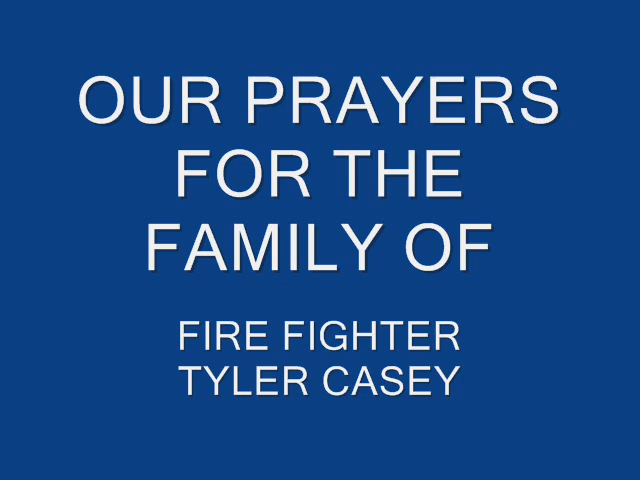 OUR PRAYERS
FOR THE
FAMILY OF
FIRE FIGHTER
TYLER CASEY